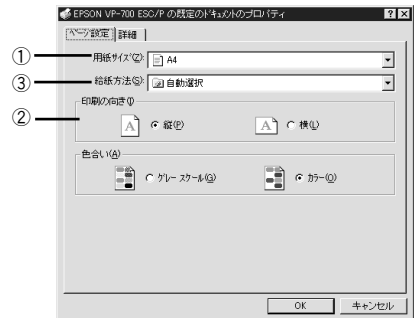 EPSON VP-700 ESC/P の既定のﾄﾞｷｭﾒﾝﾄのプロパティ
ページ設定 詳細
① 用紙ｻｲｽﾞ(Z): A4
③ 給紙方法(S): 自動選択
② 印刷の向き(I)
A 縦(P) A 横(L)
色合い(A)
ｸﾞﾚｰ ｽｹｰﾙ(G) ｶﾗｰ(O)
OK キャンセル